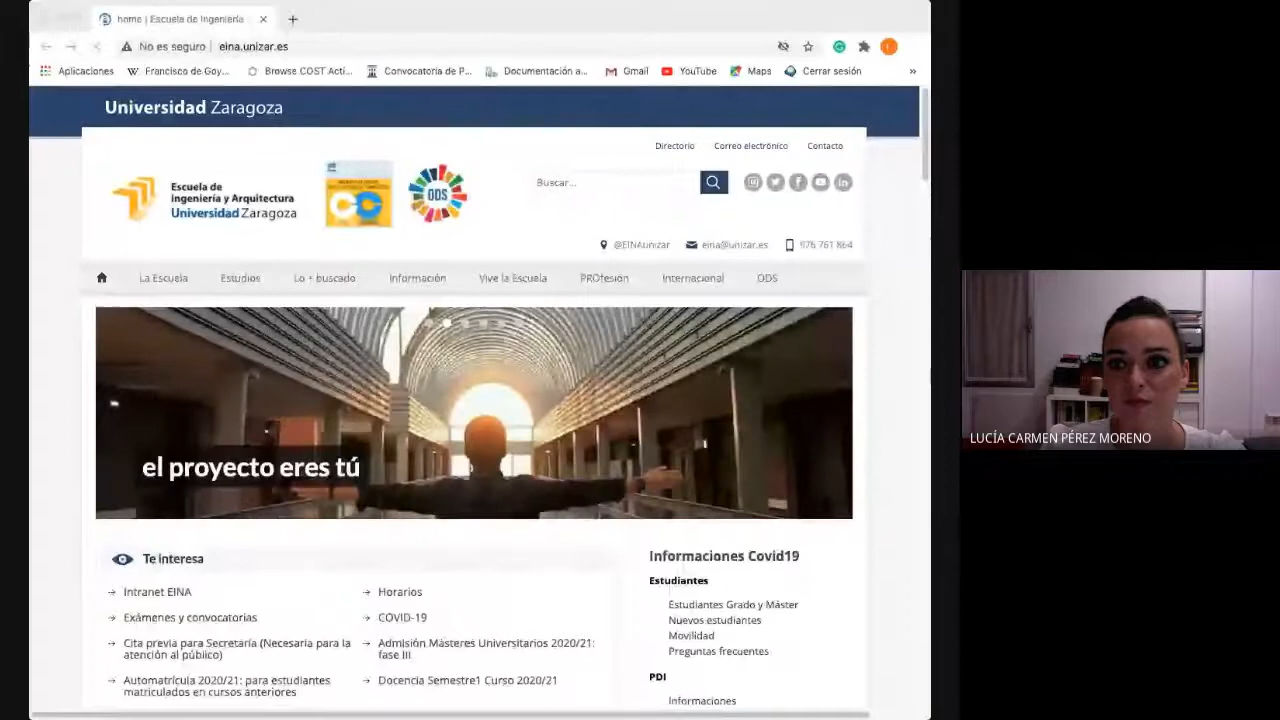 home | Escuela de Ingeniería
No es seguro | eina.unizar.es
Aplicaciones
Francisco de Goy...
Browse COST Acti...
Convocatoria de P...
Documentación a...
Gmail
YouTube
Maps
Cerrar sesión
»
Universidad Zaragoza
Directorio
Correo electrónico
Contacto
Escuela de
Ingeniería y Arquitectura
Universidad Zaragoza
ODS
Buscar...
@EINAunizar
eina@unizar.es
976 761 864
La Escuela
Estudios
Lo + buscado
Información
Vive la Escuela
PROfesión
Internacional
ODS
el proyecto eres tú
Te interesa
Intranet EINA
Exámenes y convocatorias
Cita previa para Secretaría (Necesaria para la
atención al público)
Automatrícula 2020/21: para estudiantes
matriculados en cursos anteriores
Horarios
COVID-19
Admisión Másteres Universitarios 2020/21:
fase III
Docencia Semestre1 Curso 2020/21
Informaciones Covid19
Estudiantes
Estudiantes Grado y Máster
Nuevos estudiantes
Movilidad
Preguntas frecuentes
PDI
Informaciones
LUCÍA CARMEN PÉREZ MORENO